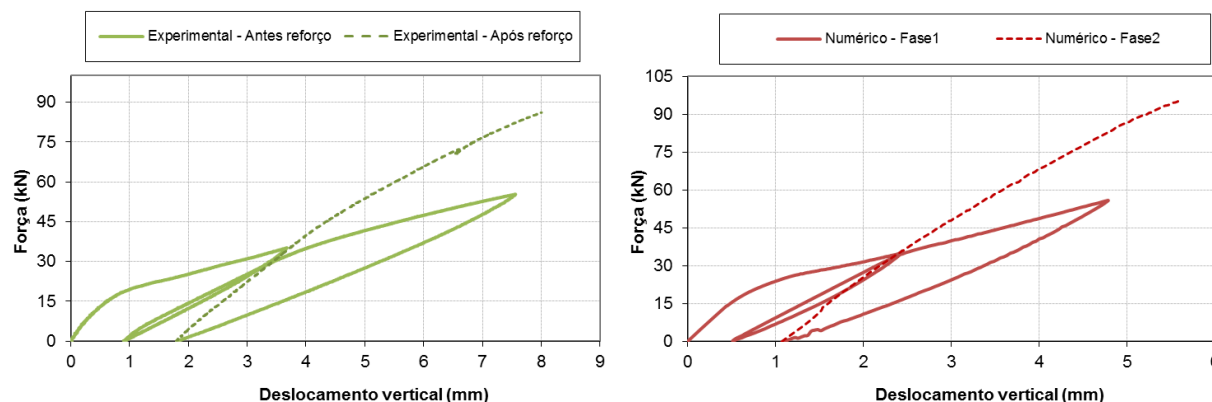 Experimental - Antes reforço
Experimental - Após reforço
Força (kN)
90
75
60
45
30
15
0
0 1 2 3 4 5 6 7 8 9
Deslocamento vertical (mm)
Numérico - Fase1
Numérico - Fase2
Força (kN)
105
90
75
60
45
30
15
0
0 1 2 3 4 5 6
Deslocamento vertical (mm)